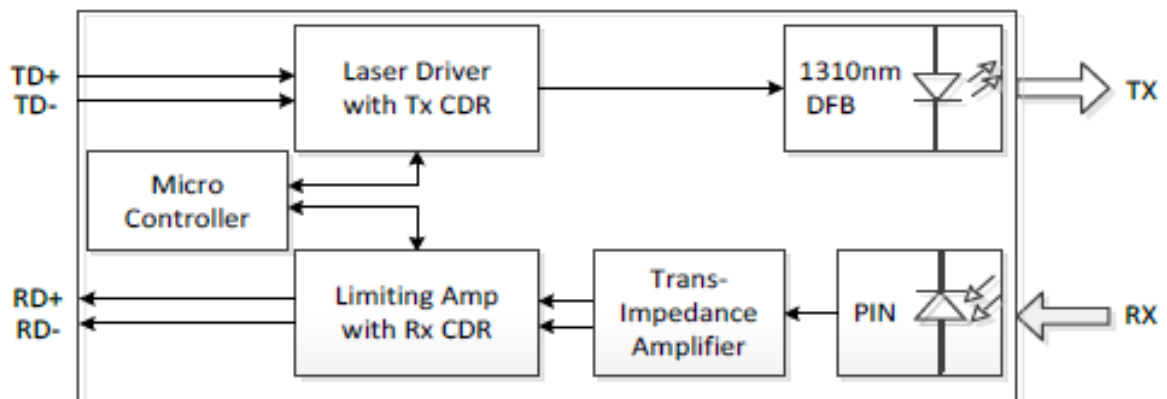 TD+
TD-
Laser Driver
with Tx CDR
1310nm
DFB
TX
Micro
Controller
RD+
RD-
Limiting Amp
with Rx CDR
Trans-
Impedance
Amplifier
PIN
RX